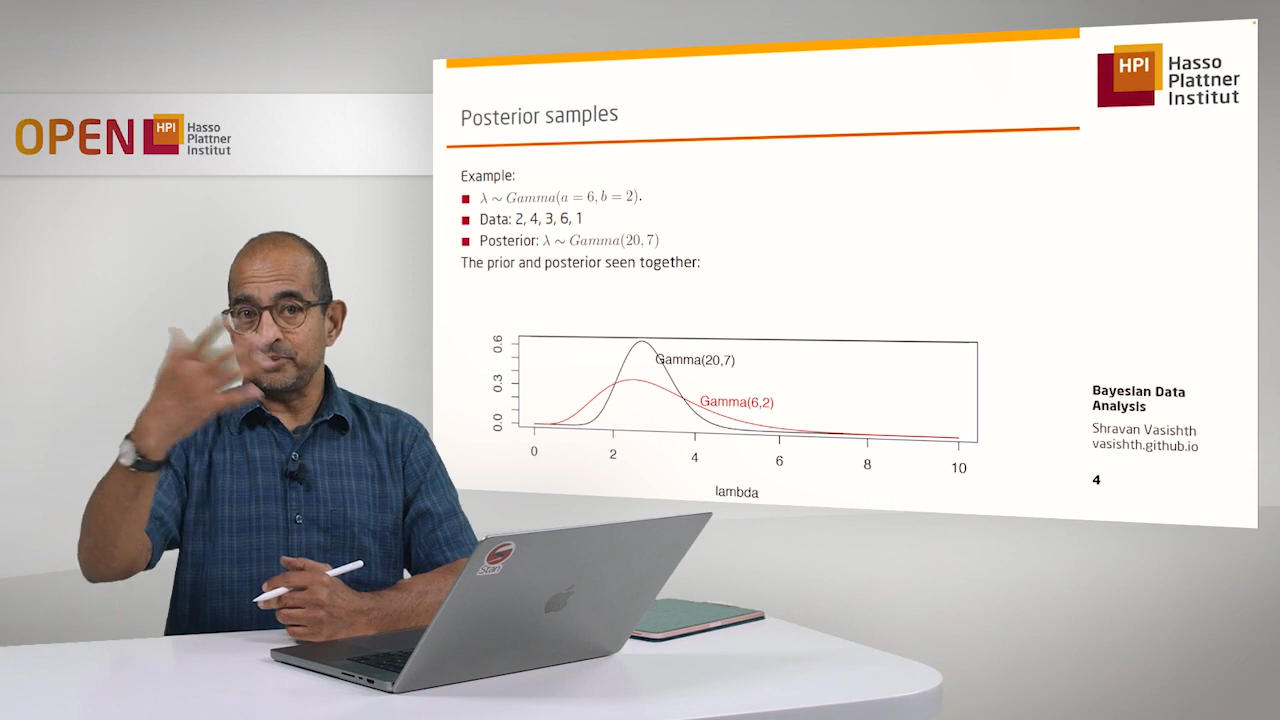 OPEN HPI Hasso
Plattner
Institut
HPI Hasso
Plattner
Institut
Posterior samples
Example:
λ ∼ Gamma(a = 6, b = 2).
Data: 2, 4, 3, 6, 1
Posterior: λ ∼ Gamma(20, 7)
The prior and posterior seen together:
0.6
0.3
0.0
Gamma(20,7)
Gamma(6,2)
0 2 4 6 8 10
lambda
Bayesian Data
Analysis
Shravan Vasishth
vasishth.github.io
4
Stan